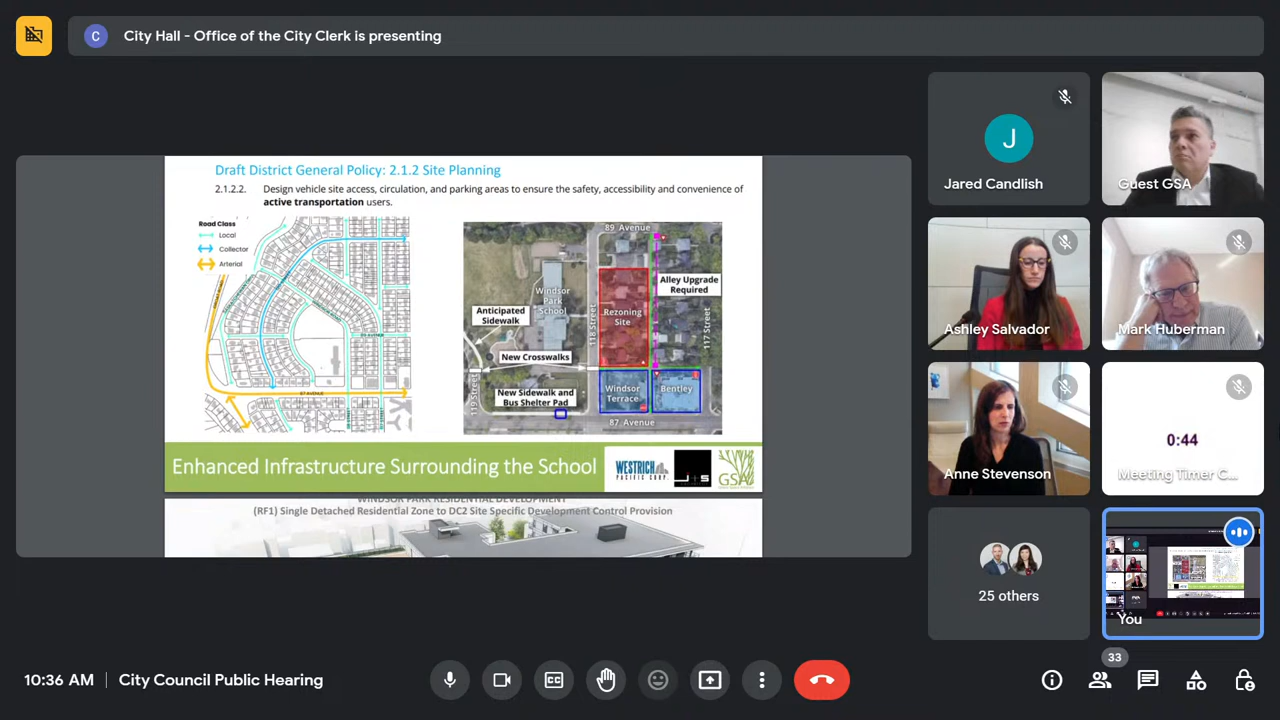 City Hall - Office of the City Clerk is presenting
C
Draft District General Policy: 2.1.2 Site Planning
2.1.2.2. Design vehicle site access, circulation, and parking areas to ensure the safety, accessibility and convenience of
active transportation users.
Road Class
Local
Collector
Arterial
87 AVENUE
89 Avenue
Windsor
Park
School
118 Street
Rezoning
Site
Alley Upgrade
Required
117 Street
Anticipated
Sidewalk
New Crosswalks
119 Street
New Sidewalk and
Bus Shelter Pad
Windsor
Terrace
Bentley
87 Avenue
Enhanced Infrastructure Surrounding the School
WESTRICH
PACIFIC CORP.
J+S
GSA
WINDSOR PARK RESIDENTIAL DEVELOPMENT
(RF1) Single Detached Residential Zone to DC2 Site Specific Development Control Provision
J
Jared Candlish
Guest GSA
Ashley Salvador
Mark Huberman
Anne Stevenson
0:44
Meeting Timer C...
25 others
You
10:36 AM
City Council Public Hearing
33